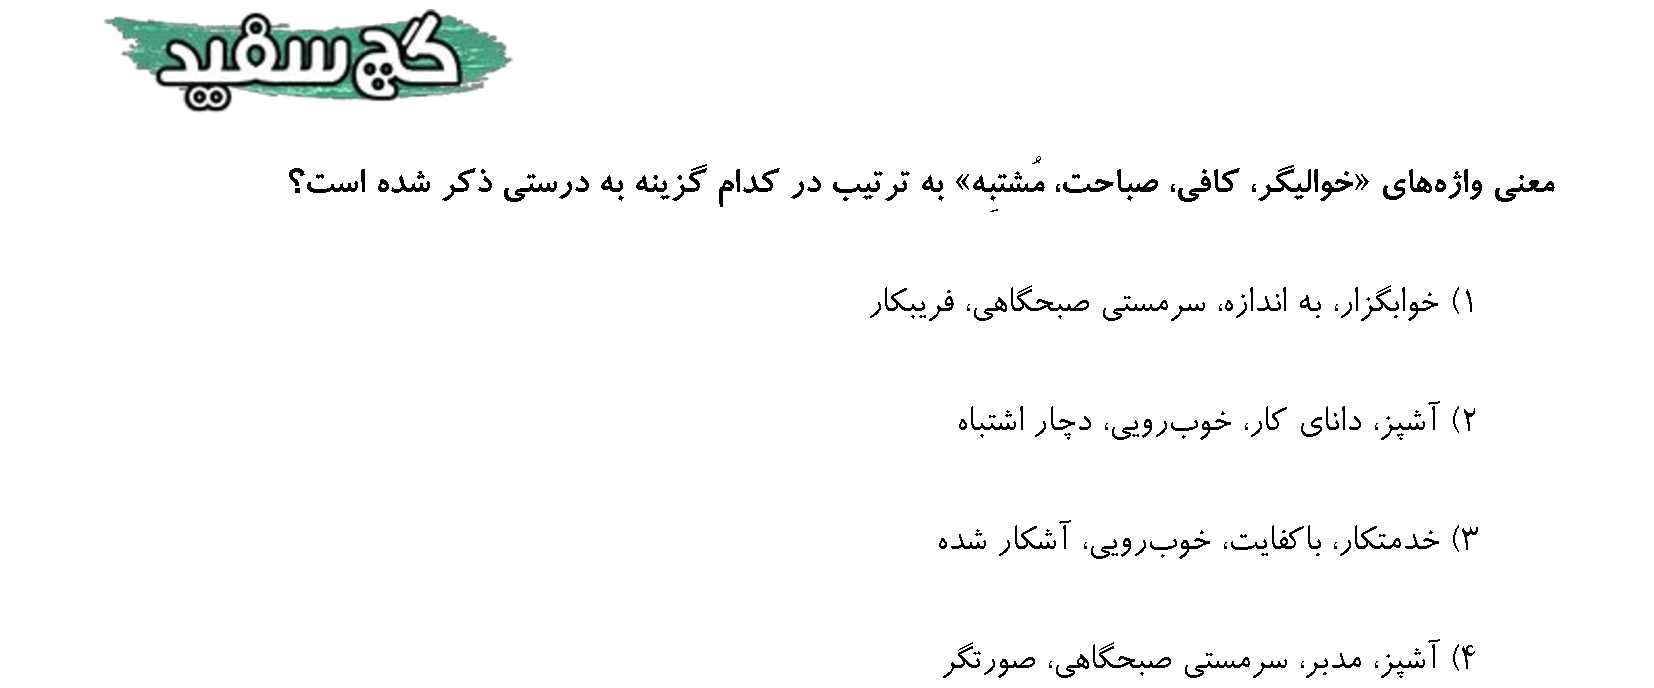 گچ سفید
معنی واژه‌های «خوالیگر، کافی، صباحت، مُشتبِه» به ترتیب در کدام گزینه به درستی ذکر شده است؟
۱) خوابگزار، به اندازه، سرمستی صبحگاهی، فریبکار
۲) آشپز، دانای کار، خوب‌رویی، دچار اشتباه
۳) خدمتکار، باکفایت، خوب‌رویی، آشکار شده
۴) آشپز، مدبر، سرمستی صبحگاهی، صورتگر